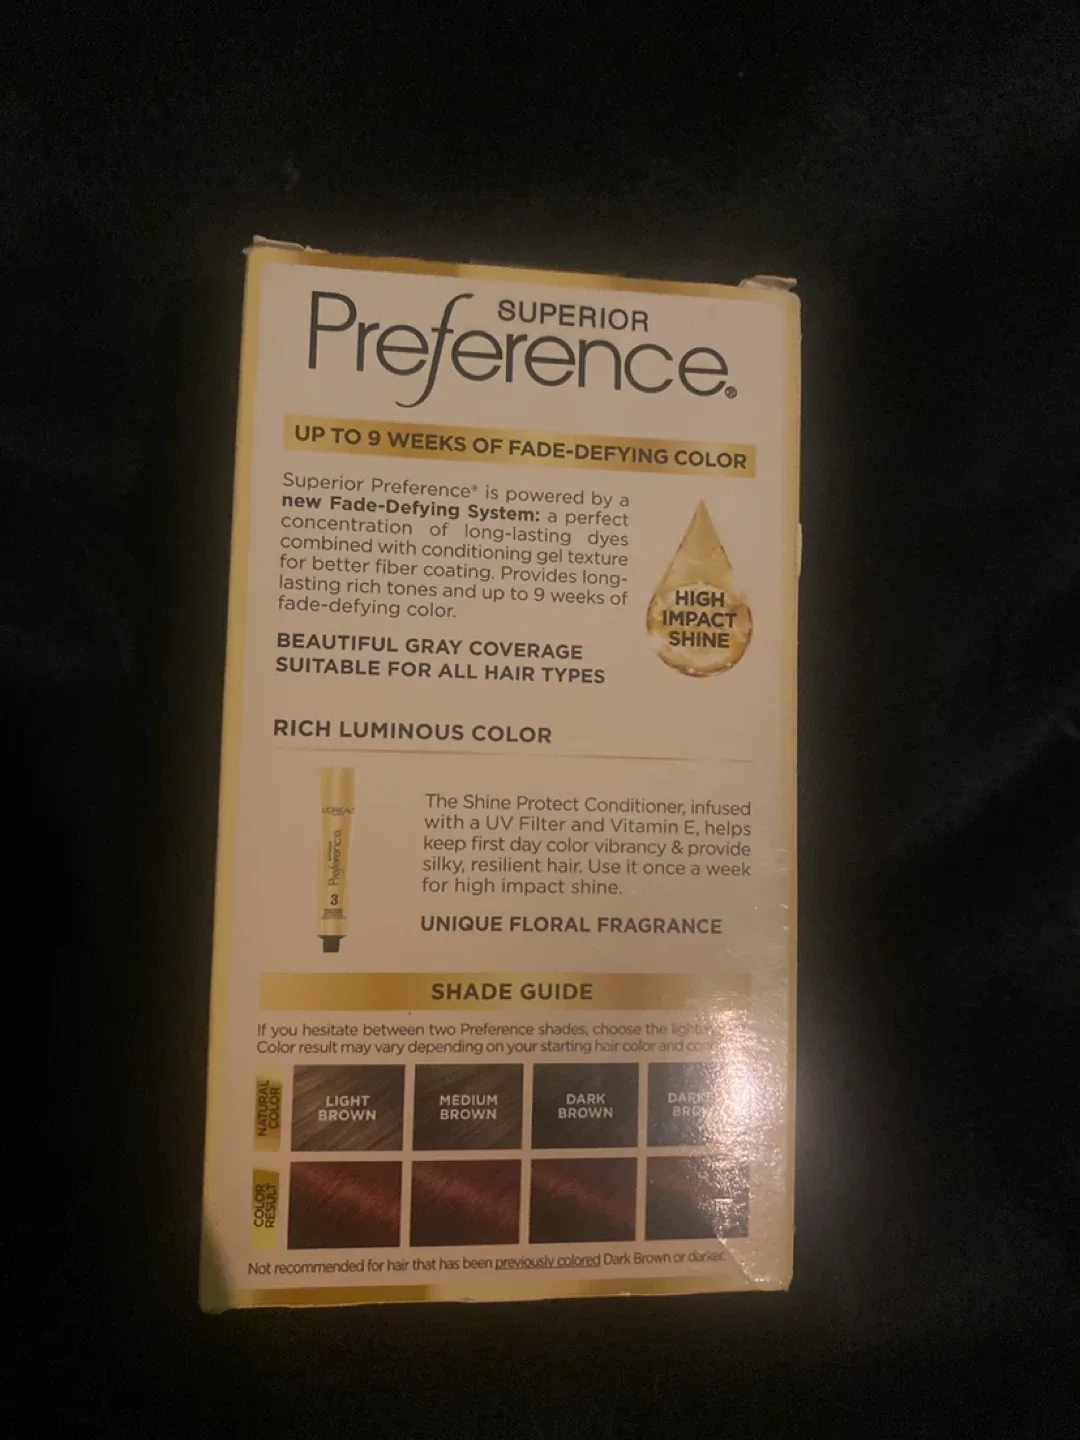 SUPERIOR
Preference®
UP TO 9 WEEKS OF FADE-DEFYING COLOR
Superior Preference® is powered by a
new Fade-Defying System: a perfect
concentration of long-lasting dyes
combined with conditioning gel texture
for better fiber coating. Provides long-
lasting rich tones and up to 9 weeks of
fade-defying color.
HIGH
IMPACT
SHINE
BEAUTIFUL GRAY COVERAGE
SUITABLE FOR ALL HAIR TYPES
RICH LUMINOUS COLOR
L'ORÉAL
SUPERIOR
Preference
3
The Shine Protect Conditioner, infused
with a UV Filter and Vitamin E, helps
keep first day color vibrancy & provide
silky, resilient hair. Use it once a week
for high impact shine.
UNIQUE FLORAL FRAGRANCE
SHADE GUIDE
If you hesitate between two Preference shades, choose the
Color result may vary depending on your starting hair color and
NATURAL
COLOR
LIGHT
BROWN
MEDIUM
BROWN
DARK
BROWN
COLOR
RESULT
Not recommended for hair that has been previously colored Dark Brown or darker.